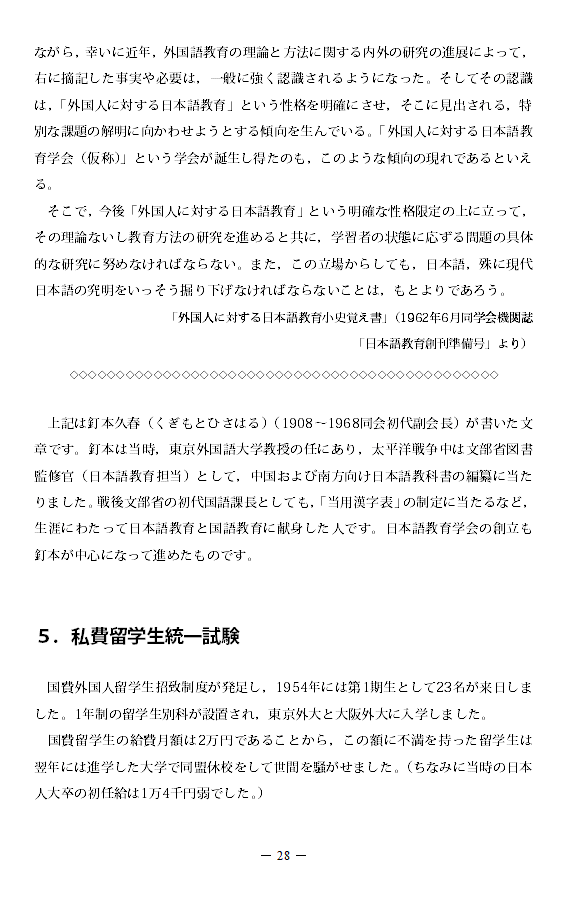 ながら，幸いに近年，外国語教育の理論と方法に関する内外の研究の進展によって，
右に摘記した事実や必要は，一般に強く認識されるようになった。そしてその認識
は，「外国人に対する日本語教育」という性格を明確にさせ，そこに見出される，特
別な課題の解明に向かわせようとする傾向を生んでいる。「外国人に対する日本語教
育学会（仮称）」という学会が誕生し得たのも，このような傾向の現れであるといえ
る。
そこで，今後「外国人に対する日本語教育」という明確な性格限定の上に立って，
その理論ないし教育方法の研究を進めると共に，学習者の状態に応ずる問題の具体
的な研究に努めなければならない。また，この立場からしても，日本語，殊に現代
日本語の究明をいっそう掘り下げなければならないことは，もとよりであろう。
「外国人に対する日本語教育小史覚え書」（1962年6月同学会機関誌
「日本語教育創刊準備号」より）
◇◇◇◇◇◇◇◇◇◇◇◇◇◇◇◇◇◇◇◇◇◇◇◇◇◇◇◇◇◇◇◇◇◇◇◇◇◇◇◇◇◇◇◇◇◇
上記は釘本久春（くぎもとひさはる）（1908～1968同会初代副会長）が書いた文
章です。釘本は当時，東京外国語大学教授の任にあり，太平洋戦争中は文部省図書
監修官（日本語教育担当）として，中国および南方向け日本語教科書の編纂に当た
りました。戦後文部省の初代国語課長としても，「当用漢字表」の制定に当たるなど，
生涯にわたって日本語教育と国語教育に献身した人です。日本語教育学会の創立も
釘本が中心になって進めたものです。
５．私費留学生統一試験
国費外国人留学生招致制度が発足し，1954年には第1期生として23名が来日しま
した。1年制の留学生別科が設置され，東京外大と大阪外大に入学しました。
国費留学生の給費月額は2万円であることから，この額に不満を持った留学生は
翌年には進学した大学で同盟休校をして世間を騒がせました。（ちなみに当時の日本
人大卒の初任給は1万4千円弱でした。）
― 28 ―